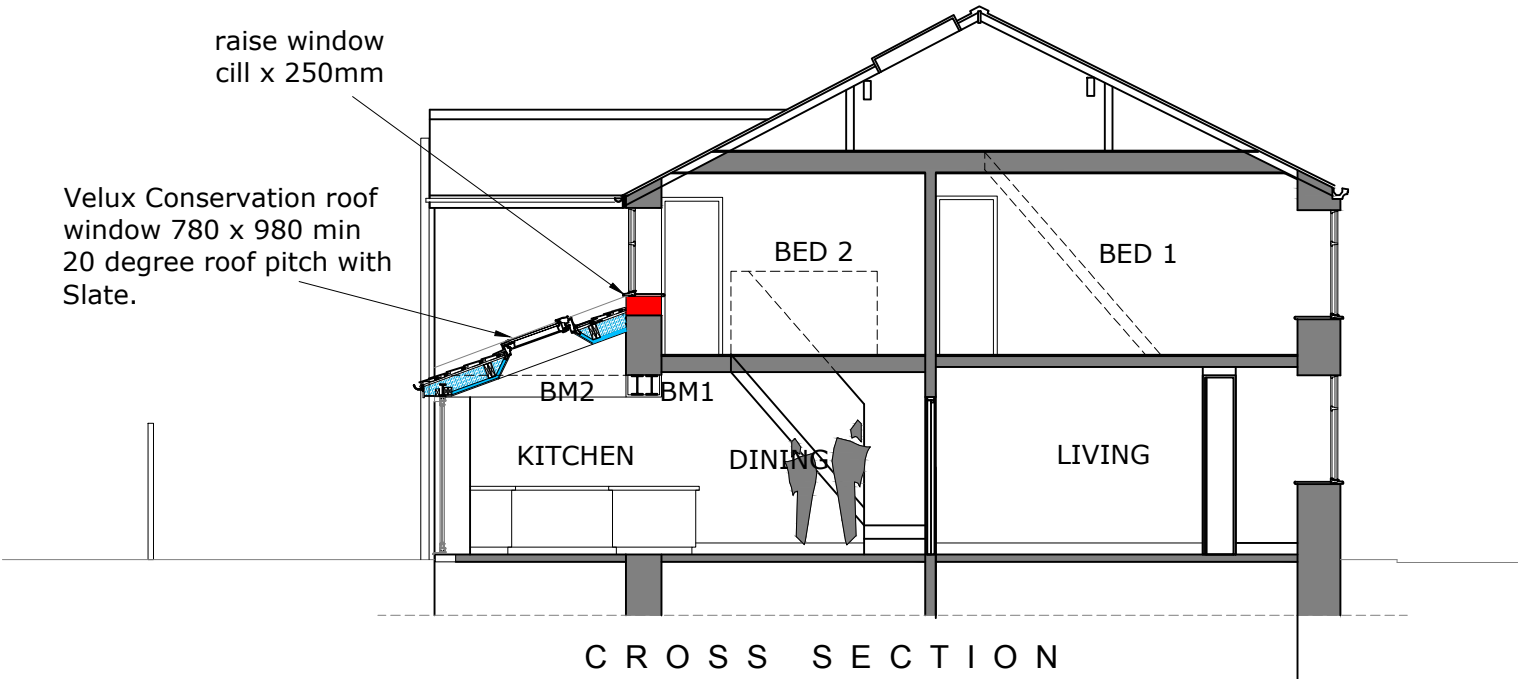 raise window
cill x 250mm
Velux Conservation roof
window 780 x 980 min
20 degree roof pitch with
Slate.
BED 2
BED 1
BM2
BM1
KITCHEN
DINING
LIVING
CROSS SECTION